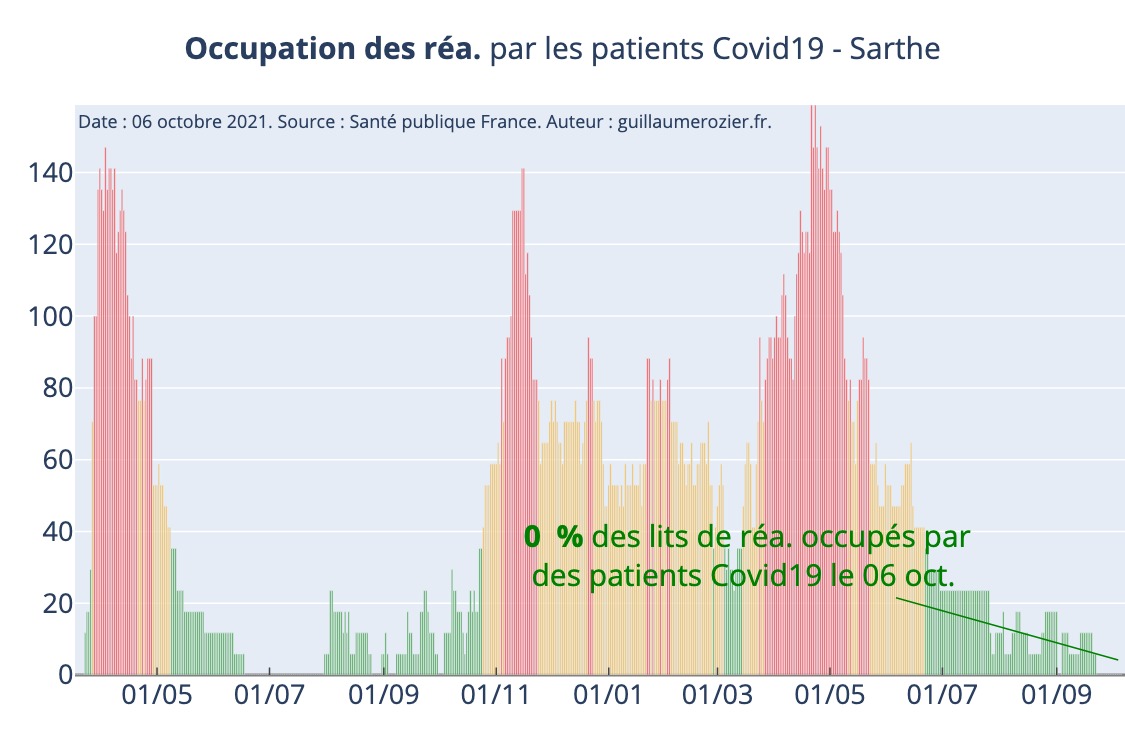 Occupation des réa. par les patients Covid19 - Sarthe
Date : 06 octobre 2021. Source : Santé publique France. Auteur : guillaumerozier.fr.
140
120
100
80
60
40
20
0
0 % des lits de réa. occupés par
des patients Covid19 le 06 oct.
01/05 01/07 01/09 01/11 01/01 01/03 01/05 01/07 01/09